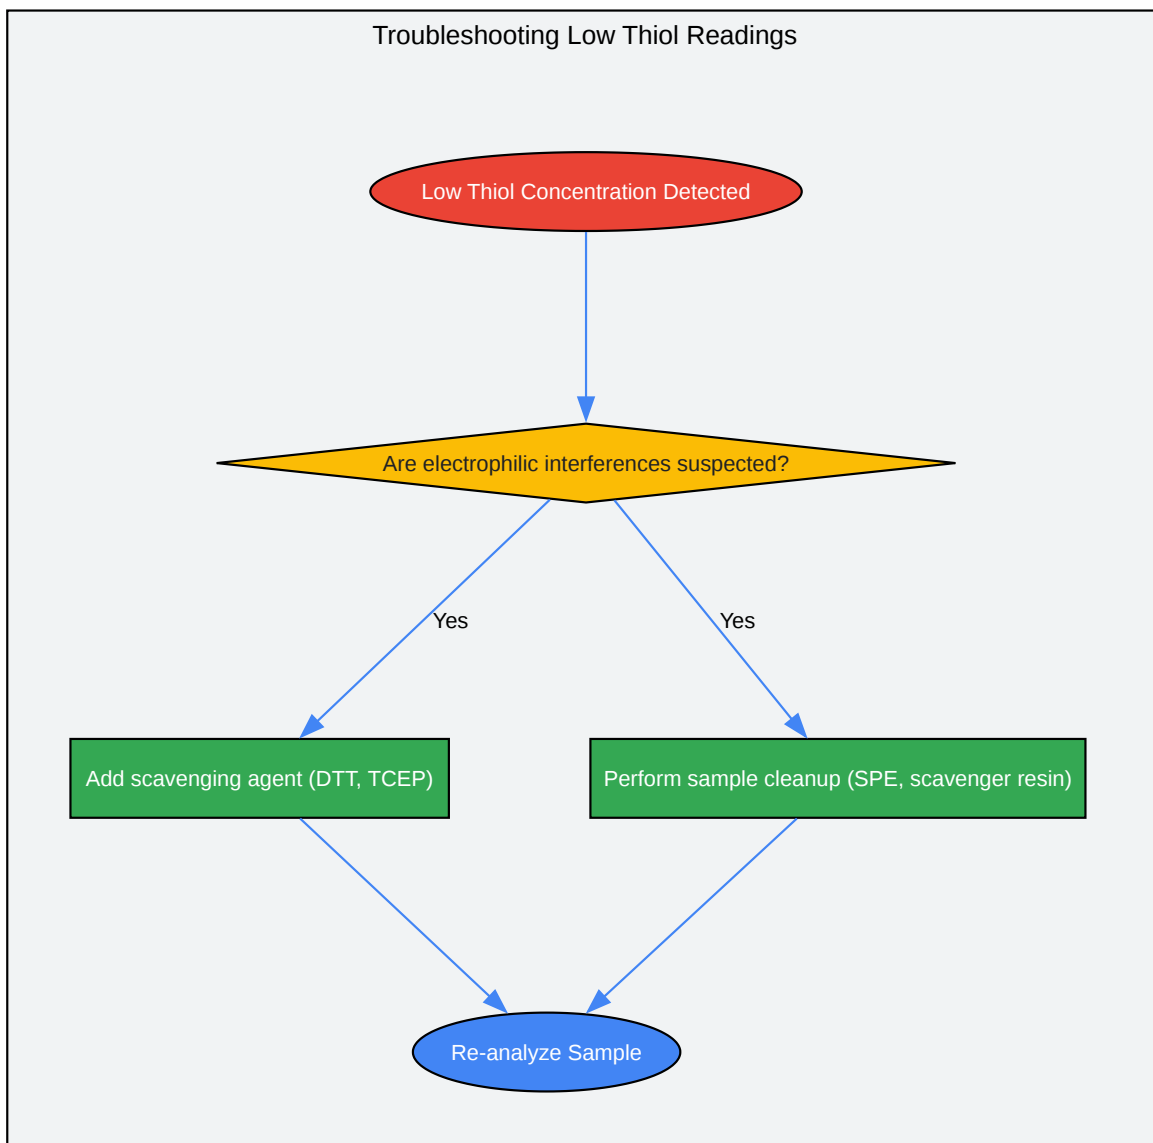 Troubleshooting Low Thiol Readings
Low Thiol Concentration Detected
Are electrophilic interferences suspected?
Yes
Yes
Add scavenging agent (DTT, TCEP)
Perform sample cleanup (SPE, scavenger resin)
Re-analyze Sample